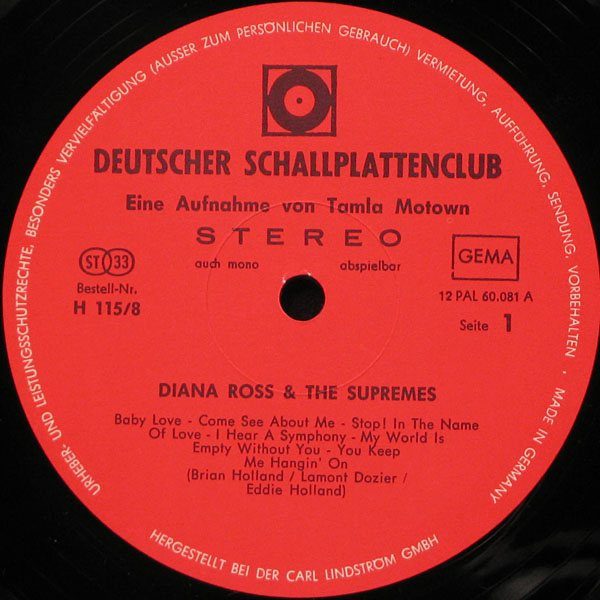 URHEBER- UND LEISTUNGSSCHUTZRECHTE, BESONDERS VERVIELFÄLTIGUNG (AUSSER ZUM PERSÖNLICHEN GEBRAUCH) VERMIETUNG, AUFFÜHRUNG, SENDUNG, VORBEHALTEN · MADE IN GERMANY
DEUTSCHER SCHALLPLATTENCLUB
Eine Aufnahme von Tamla Motown
STEREO
auch mono abspielbar
ST 33
GEMA
Bestell-Nr.
H 115/8
12 PAL 60.081 A
Seite 1
DIANA ROSS & THE SUPREMES
Baby Love - Come See About Me - Stop! In The Name
Of Love - I Hear A Symphony - My World Is
Empty Without You - You Keep
Me Hangin' On
(Brian Holland / Lamont Dozier /
Eddie Holland)
HERGESTELLT BEI DER CARL LINDSTRÖM GMBH